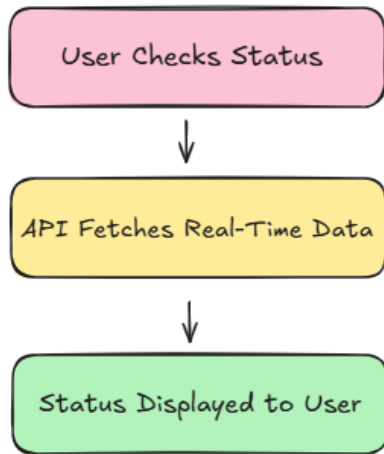 User Checks Status
API Fetches Real-Time Data
Status Displayed to User